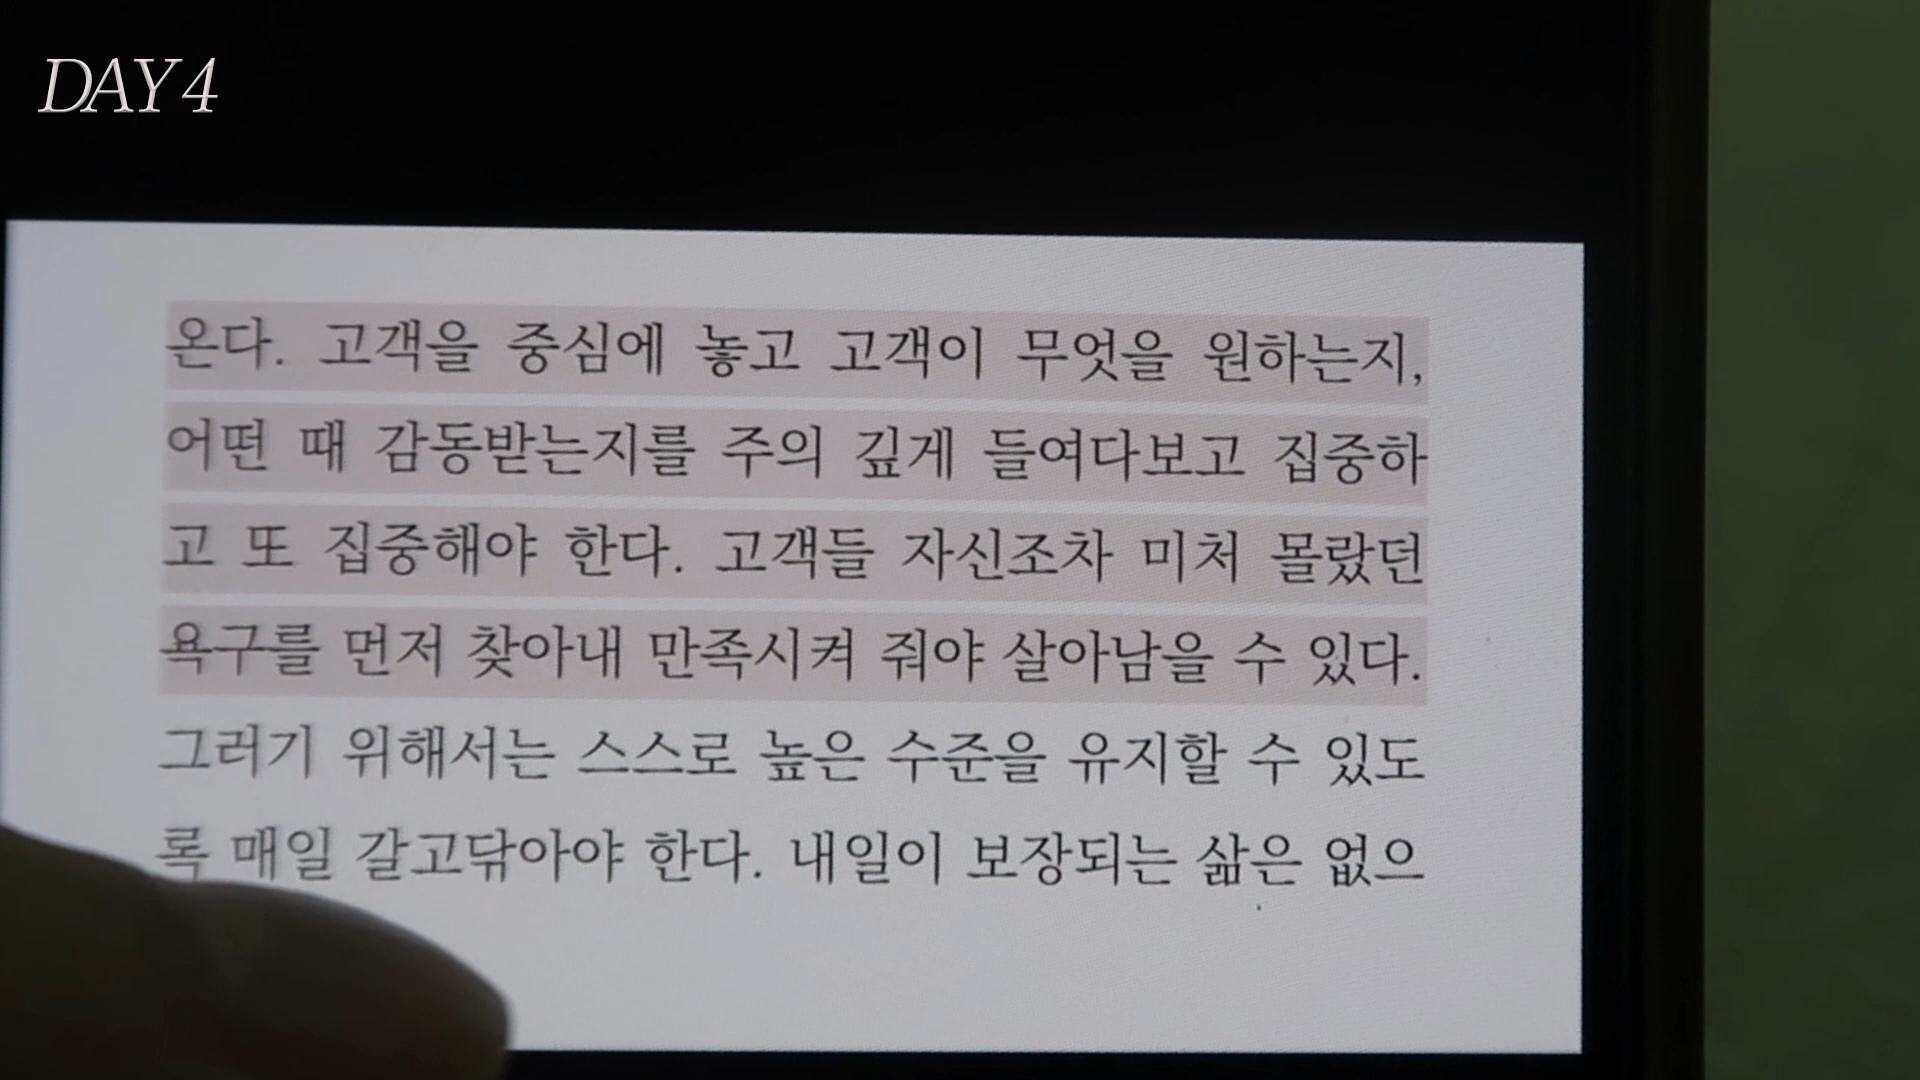 DAY 4
온다. 고객을 중심에 놓고 고객이 무엇을 원하는지,
어떤 때 감동받는지를 주의 깊게 들여다보고 집중하
고 또 집중해야 한다. 고객들 자신조차 미처 몰랐던
욕구를 먼저 찾아내 만족시켜 줘야 살아남을 수 있다.
그러기 위해서는 스스로 높은 수준을 유지할 수 있도
록 매일 갈고닦아야 한다. 내일이 보장되는 삶은 없으